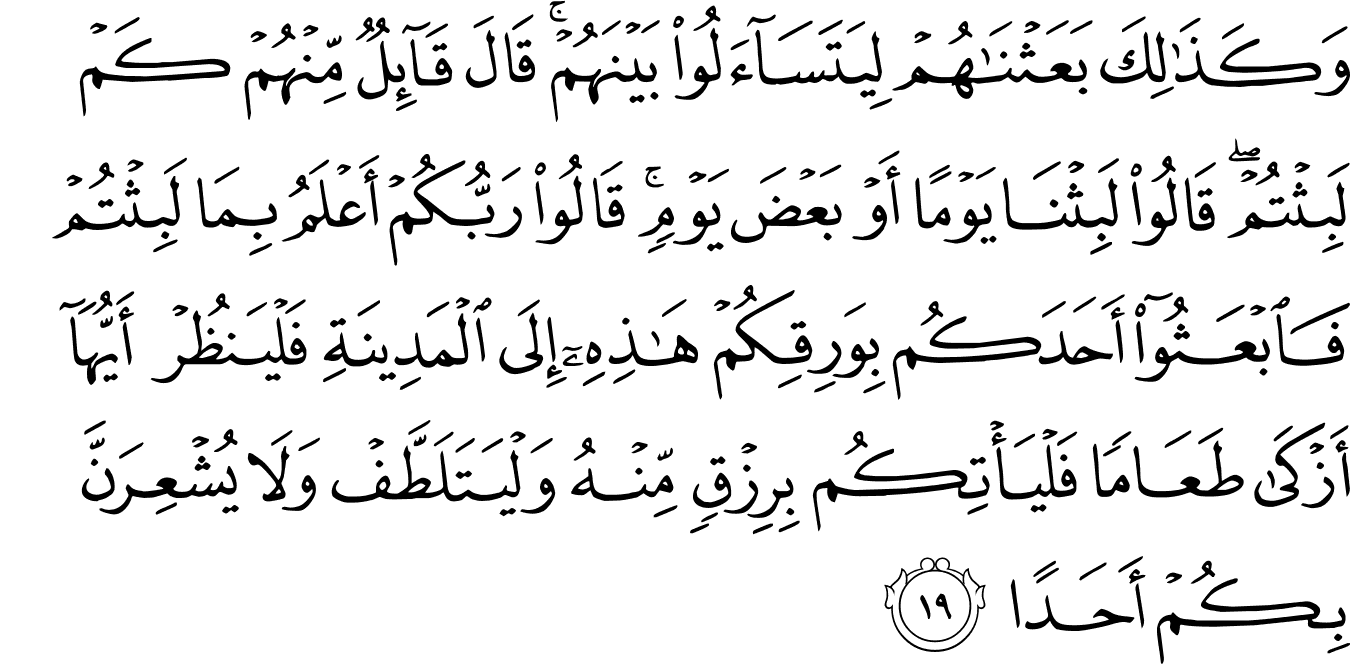 وَكَذَٰلِكَ بَعَثْنَٰهُمْ لِيَتَسَآءَلُوا۟ بَيْنَهُمْ ۚ قَالَ قَآئِلٌ مِّنْهُمْ كَمْ
لَبِثْتُمْ ۖ قَالُوا۟ لَبِثْنَا يَوْمًا أَوْ بَعْضَ يَوْمٍ ۚ قَالُوا۟ رَبُّكُمْ أَعْلَمُ بِمَا لَبِثْتُمْ
فَٱبْعَثُوٓا۟ أَحَدَكُم بِوَرِقِكُمْ هَٰذِهِۦٓ إِلَى ٱلْمَدِينَةِ فَلْيَنظُرْ أَيُّهَآ
أَزْكَىٰ طَعَامًا فَلْيَأْتِكُم بِرِزْقٍ مِّنْهُ وَلْيَتَلَطَّفْ وَلَا يُشْعِرَنَّ
بِكُمْ أَحَدًا ١٩